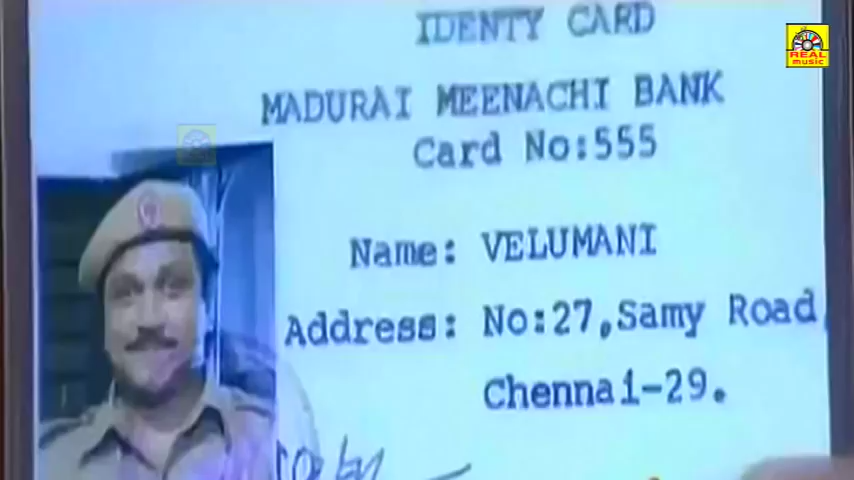 IDENTY CARD
REAL
music
MADURAI MEENACHI BANK
Card No:555
Name: VELUMANI
Address: No:27,Samy Road,
Chennai-29.